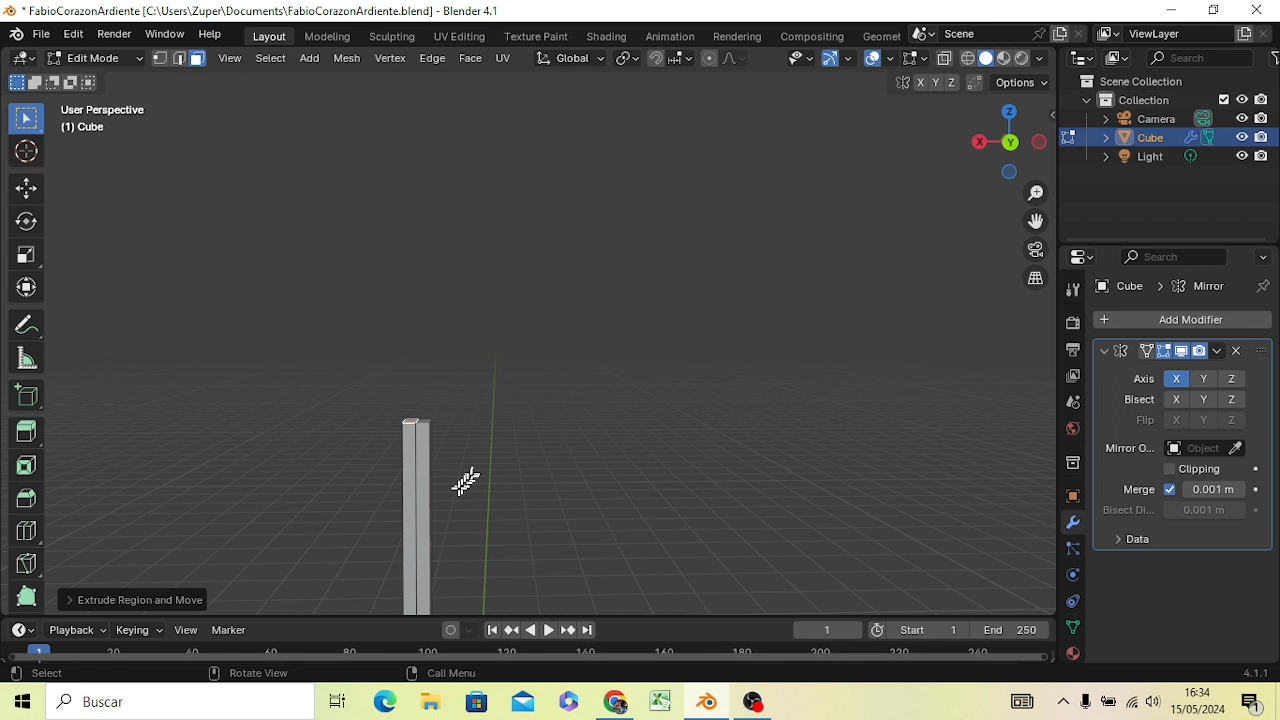 * FabioCorazonArdiente [C:\Users\Zuper\Documents\FabioCorazonArdiente.blend] - Blender 4.1
File Edit Render Window Help Layout Modeling Sculpting UV Editing Texture Paint Shading Animation Rendering Compositing Geomet Scene ViewLayer
Edit Mode View Select Add Mesh Vertex Edge Face UV Global Search
X Y Z Options
Scene Collection
Collection
User Perspective
(1) Cube
Camera
Cube
Light
Z
X Y
Search
Cube > Mirror
Add Modifier
Axis X Y Z
Bisect X Y Z
Flip X Y Z
Mirror O... Object
Clipping
Merge 0.001 m
Bisect Di... 0.001 m
Data
Extrude Region and Move
Playback Keying View Marker 1 Start 1 End 250
1 20 40 60 80 100 120 140 160 180 200 220 240
Select Rotate View Call Menu 4.1.1
Buscar
16:34
15/05/2024
1